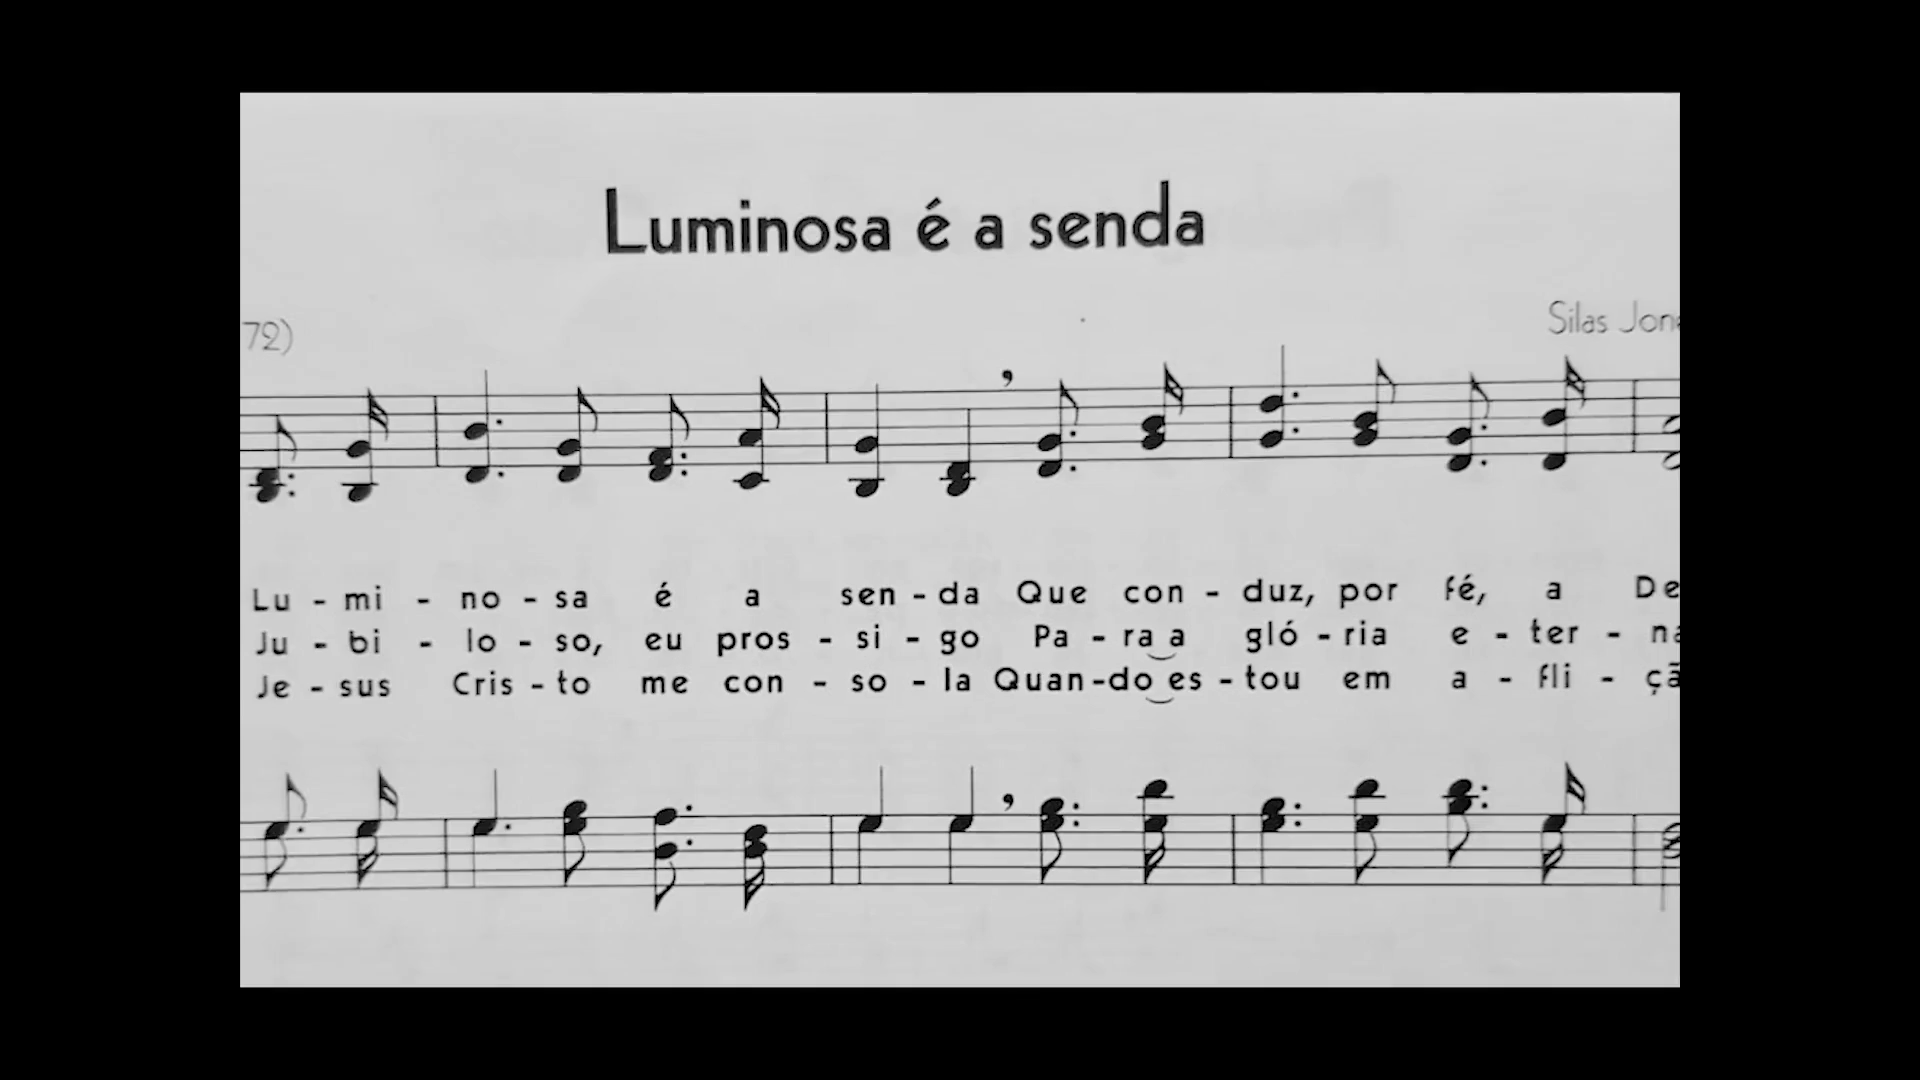 Luminosa é a senda
72)
Silas Jone
Lu - mi - no - sa é a sen - da Que con - duz, por fé, a De
Ju - bi - lo - so, eu pros - si - go Pa - ra a gló - ria e - ter - na
Je - sus Cris - to me con - so - la Quan - do es - tou em a - fli - çã